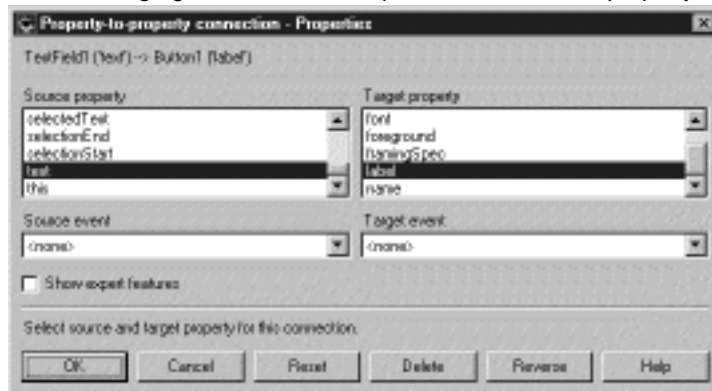 Property-to-property connection - Properties
TextField1 ('text') -> Button1 ('label')
Source property
Target property
selectedText
selectionEnd
selectionStart
text
this
font
foreground
framingSpec
label
name
Source event
Target event
<none>
<none>
Show expert features
Select source and target property for this connection.
OK
Cancel
Reset
Delete
Reverse
Help